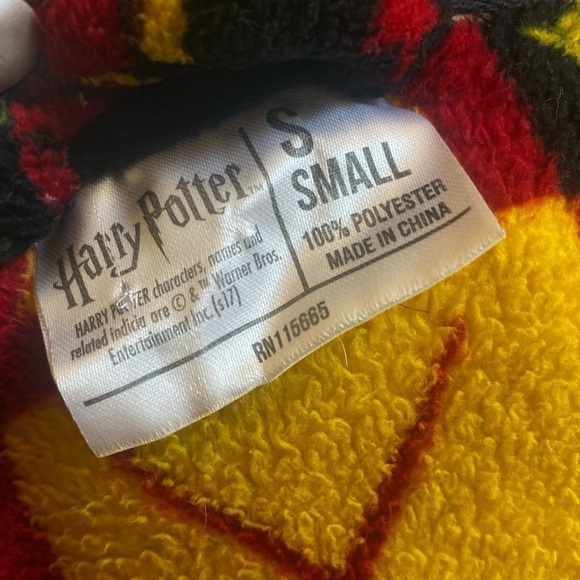 Harry Potter™
HARRY POTTER characters, names and
related indicia are © & ™ Warner Bros.
Entertainment Inc. (s17)
S
SMALL
100% POLYESTER
MADE IN CHINA
RN115665